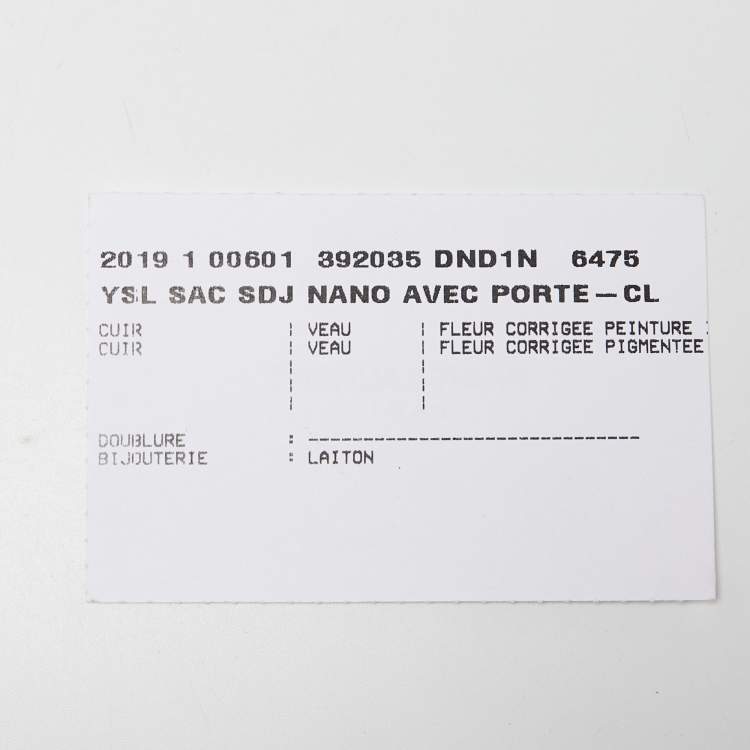 2019 1 00601 392035 DND1N 6475
YSL SAC SDJ NANO AVEC PORTE-CL
CUIR ¦ VEAU ¦ FLEUR CORRIGEE PEINTURE
CUIR ¦ VEAU ¦ FLEUR CORRIGEE PIGMENTEE
DOUBLURE : ------------------------------
BIJOUTERIE : LAITON